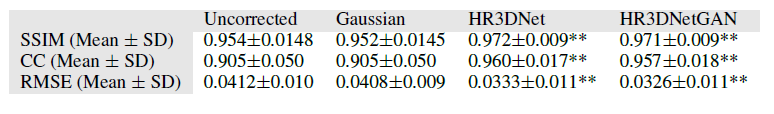 Uncorrected Gaussian HR3DNet HR3DNetGAN
SSIM (Mean ± SD) 0.954±0.0148 0.952±0.0145 0.972±0.009** 0.971±0.009**
CC (Mean ± SD) 0.905±0.050 0.905±0.050 0.960±0.017** 0.957±0.018**
RMSE (Mean ± SD) 0.0412±0.010 0.0408±0.009 0.0333±0.011** 0.0326±0.011**